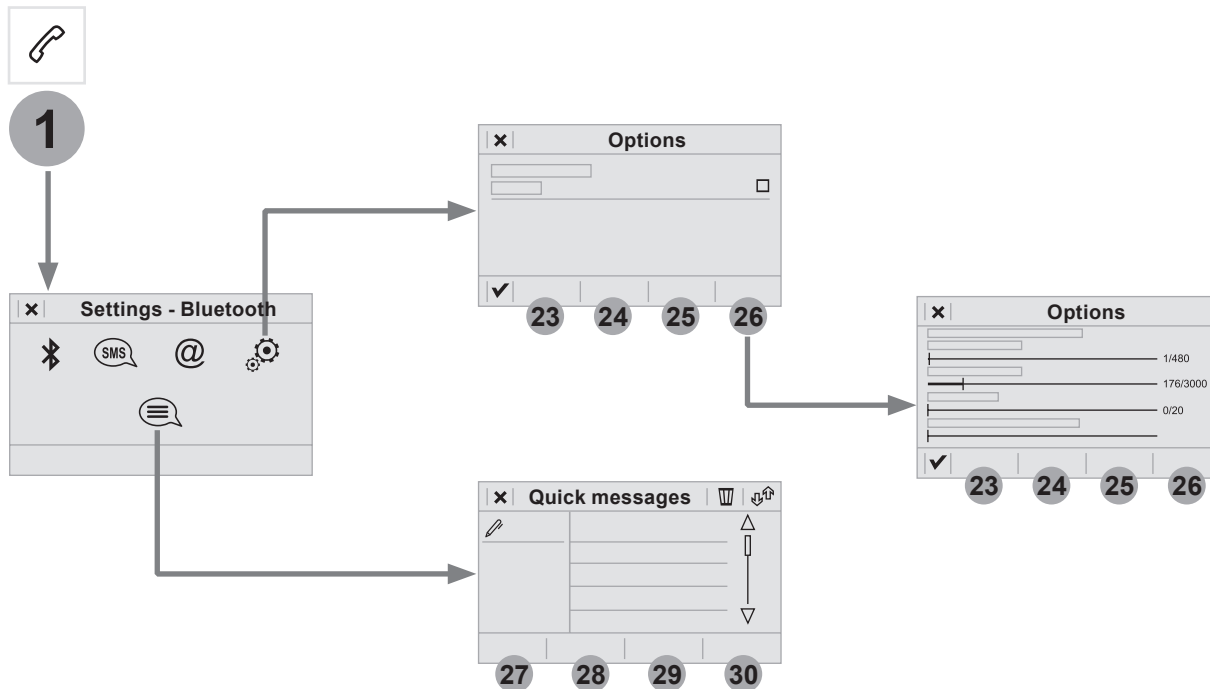 1
Settings - Bluetooth
SMS
@
Options
23 24 25 26
Options
1/480
176/3000
0/20
23 24 25 26
Quick messages
27 28 29 30